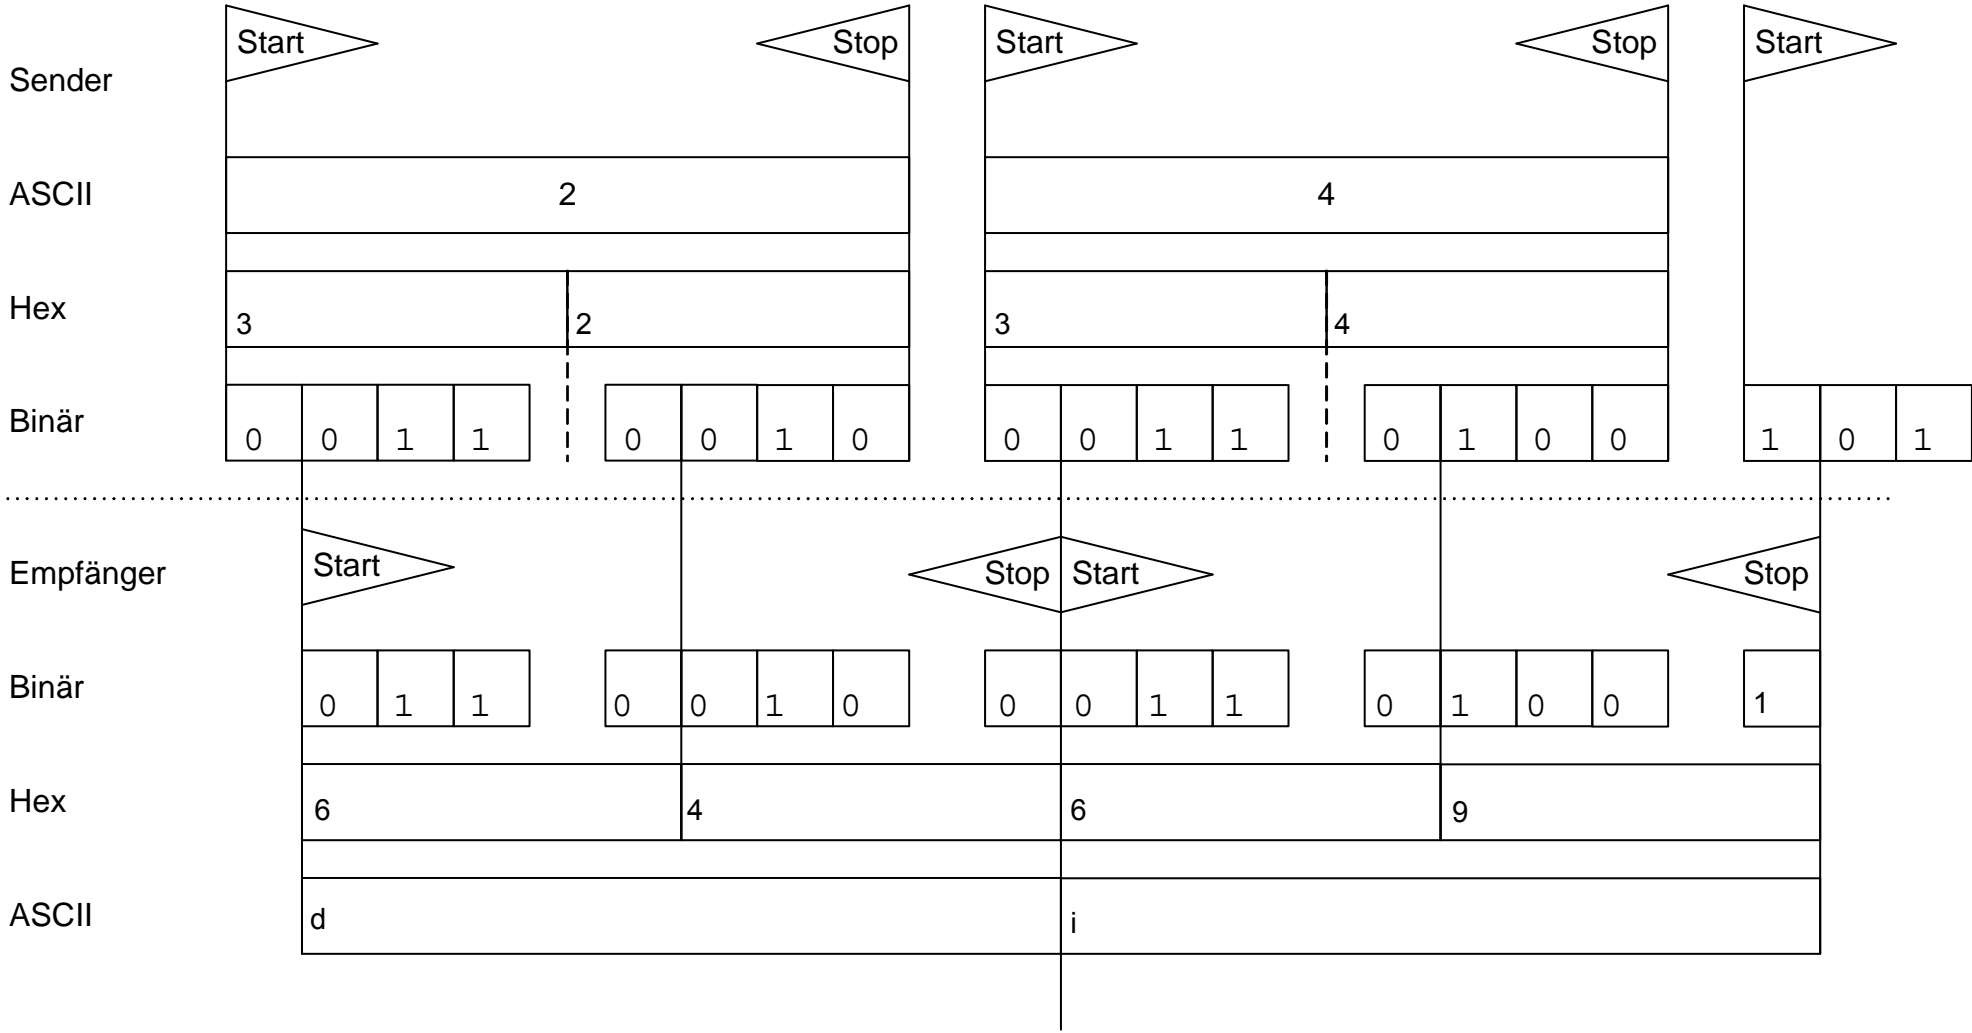 Start Stop Start Stop Start
Sender
ASCII 2 4
Hex 3 2 3 4
Binär 0 0 1 1 0 0 1 0 0 0 1 1 0 1 0 0 1 0 1
Empfänger Start Stop Start Stop
Binär 0 1 1 0 0 1 0 0 0 1 1 0 1 0 0 1
Hex 6 4 6 9
ASCII d i